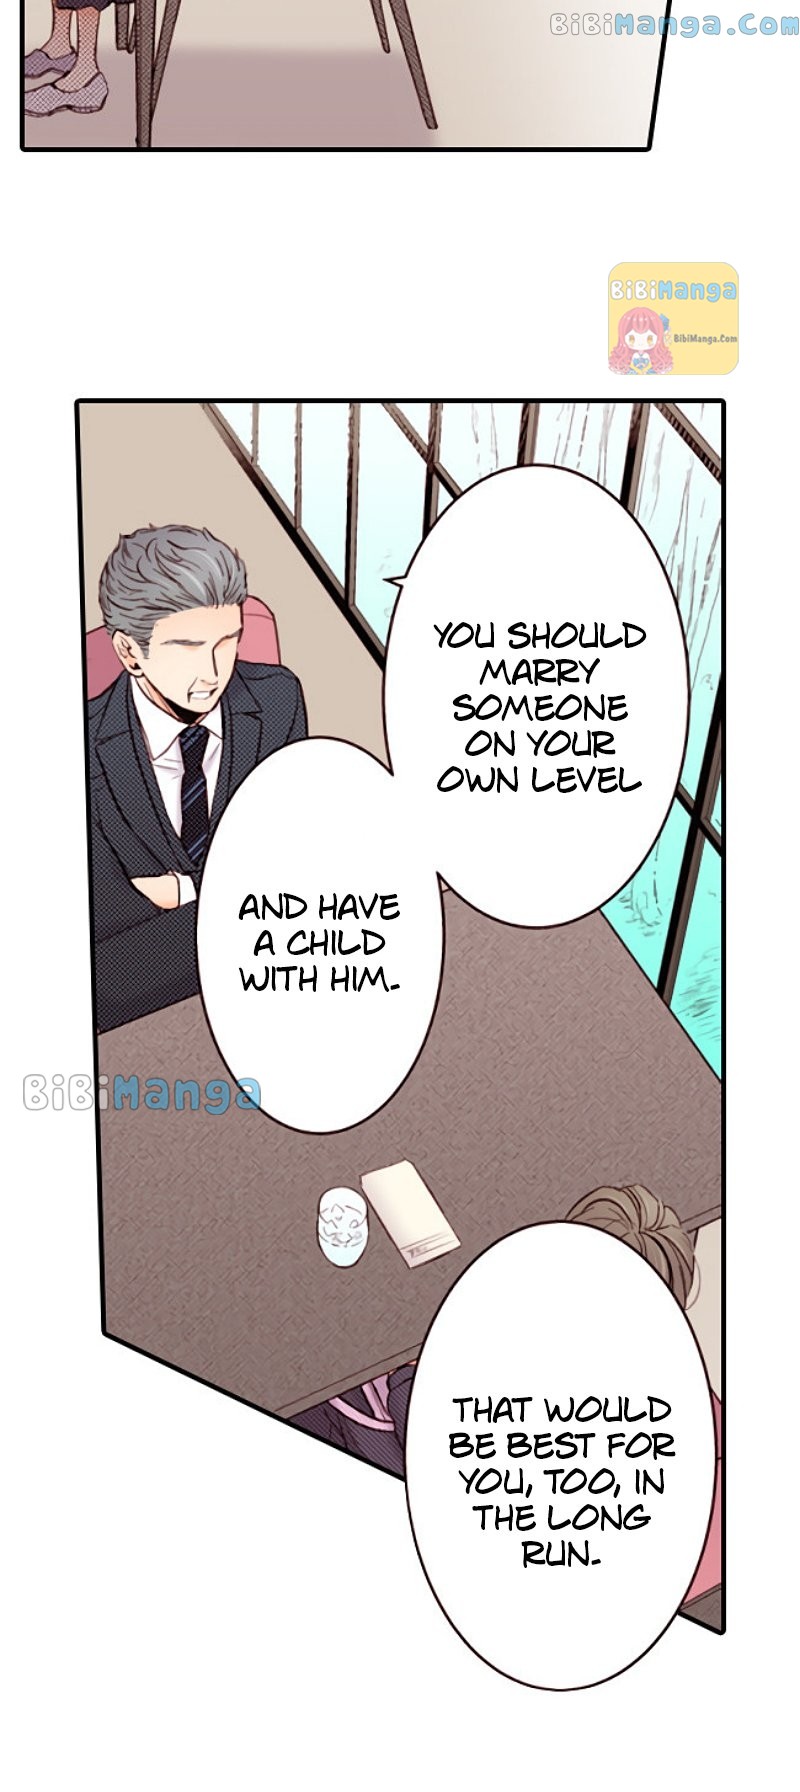 BiBiManga.Com
BiBiManga
BibiManga.Com
YOU SHOULD
MARRY
SOMEONE
ON YOUR
OWN LEVEL
AND HAVE
A CHILD
WITH HIM.
BiBiManga
THAT WOULD
BE BEST FOR
YOU, TOO, IN
THE LONG
RUN.